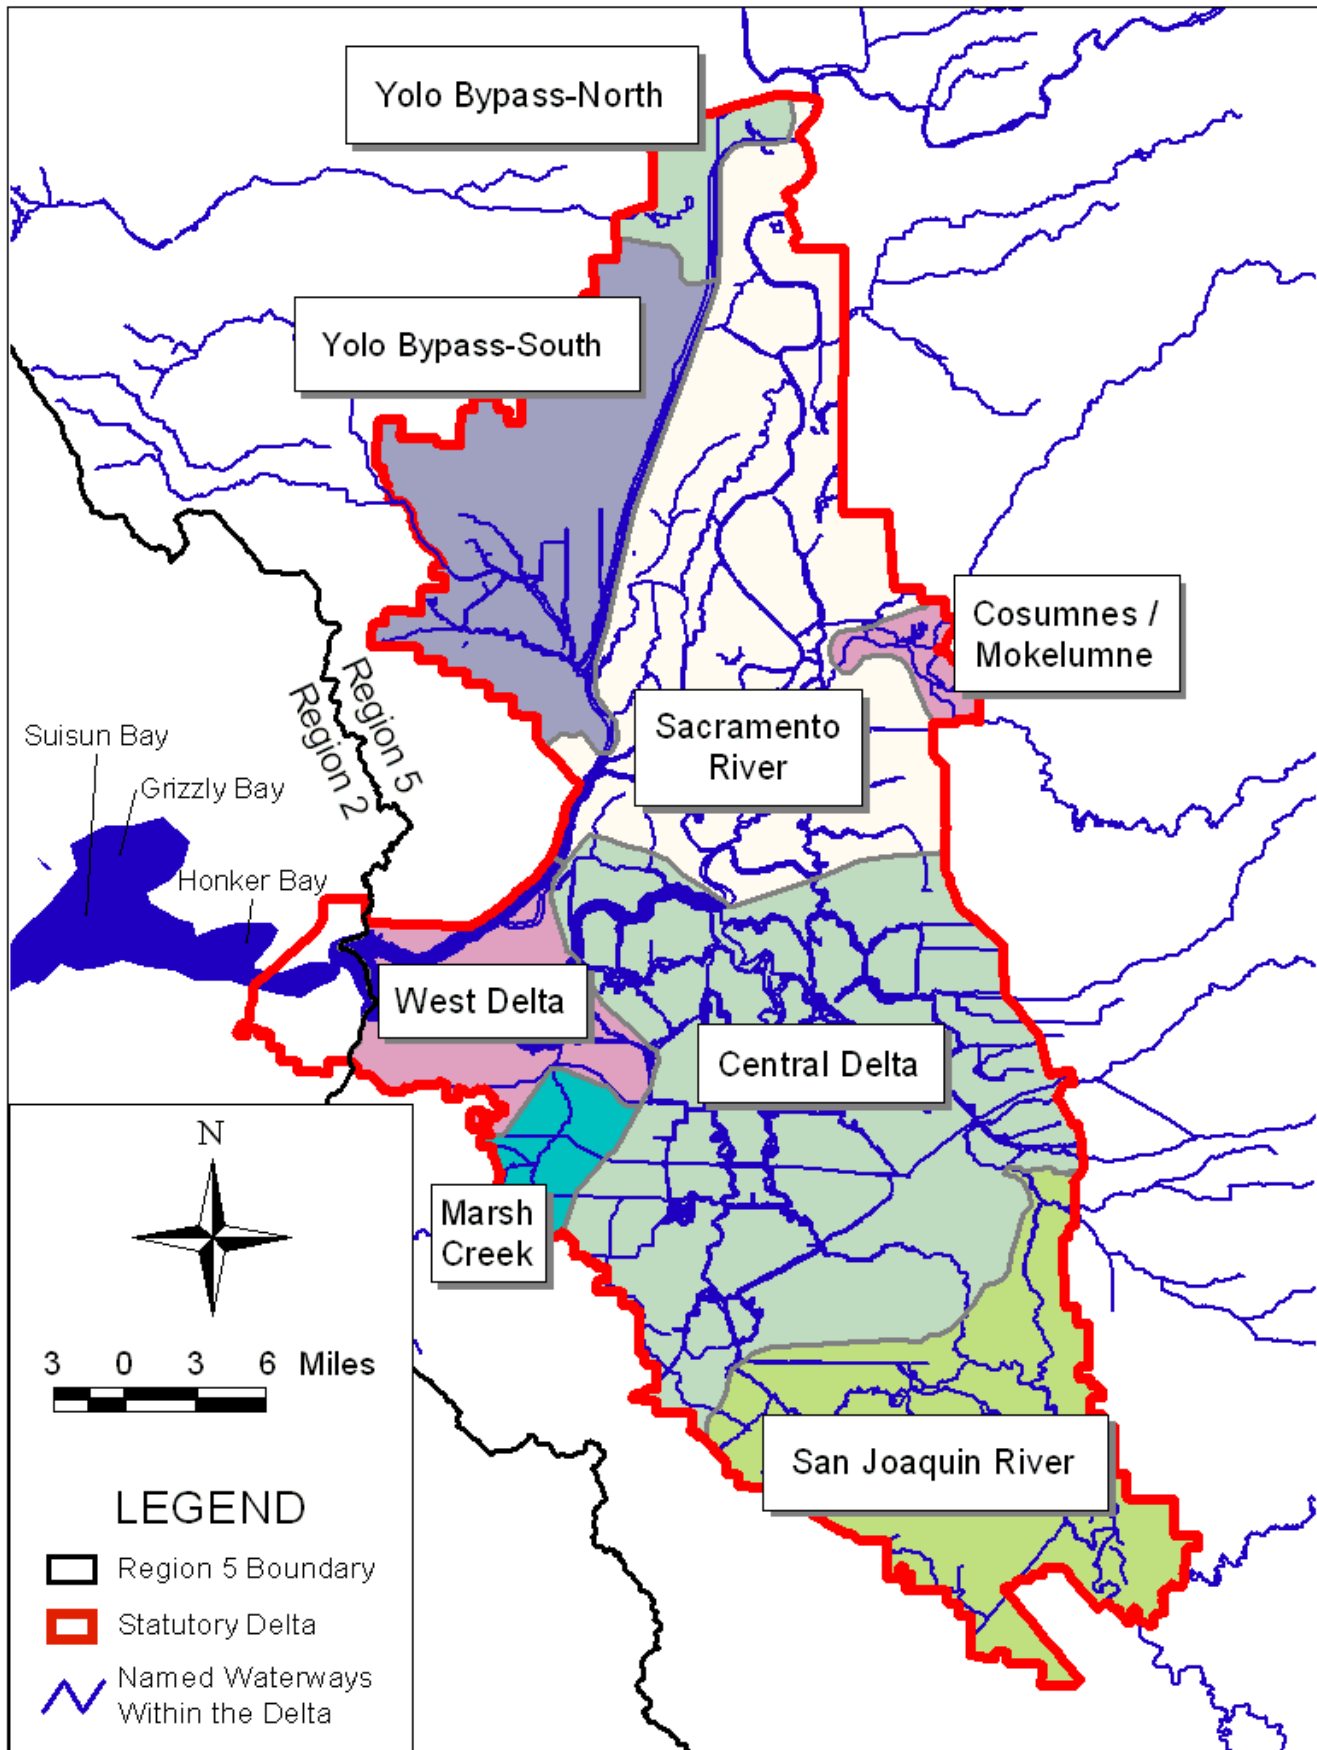 Yolo Bypass-North
Yolo Bypass-South
Cosumnes /
Mokelumne
Region 5
Region 2
Sacramento
River
Suisun Bay
Grizzly Bay
Honker Bay
West Delta
Central Delta
Marsh
Creek
San Joaquin River
N
3 0 3 6 Miles
LEGEND
Region 5 Boundary
Statutory Delta
Named Waterways
Within the Delta